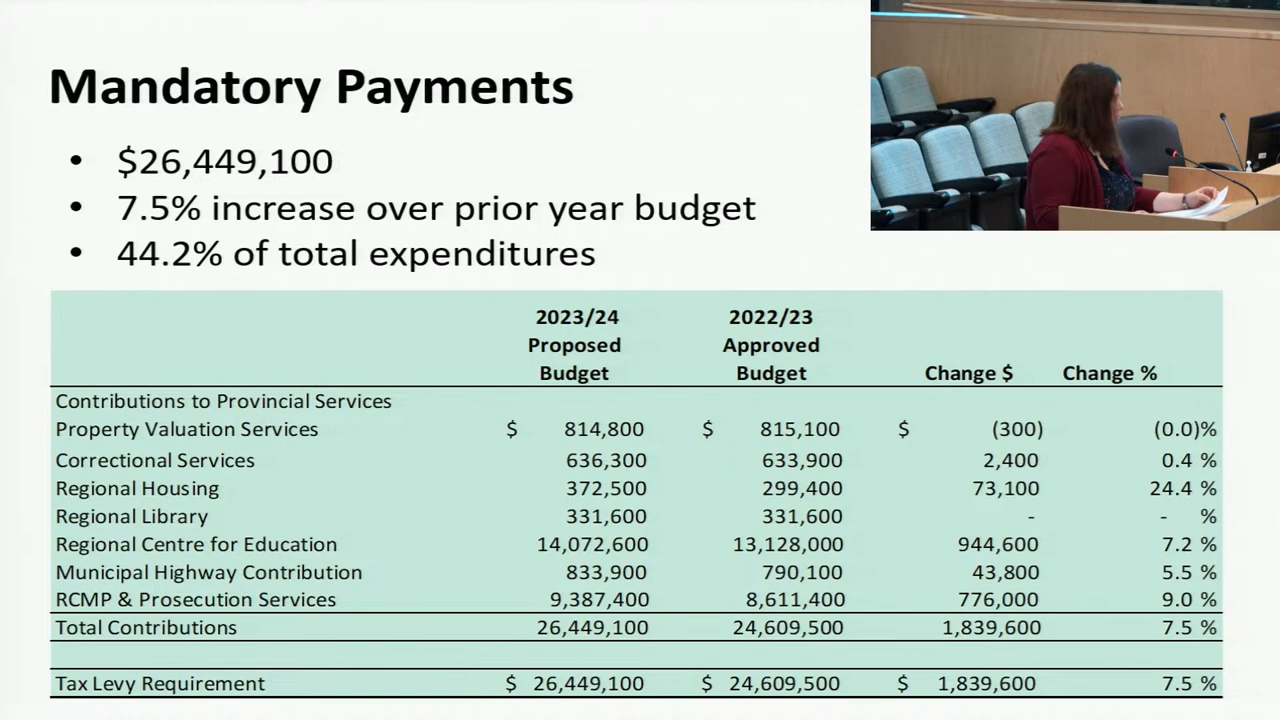 Mandatory Payments
• $26,449,100
• 7.5% increase over prior year budget
• 44.2% of total expenditures
2023/24 2022/23
Proposed Approved
Budget Budget Change $ Change %
Contributions to Provincial Services
Property Valuation Services $ 814,800 $ 815,100 $ (300) (0.0)%
Correctional Services 636,300 633,900 2,400 0.4 %
Regional Housing 372,500 299,400 73,100 24.4 %
Regional Library 331,600 331,600 - - %
Regional Centre for Education 14,072,600 13,128,000 944,600 7.2 %
Municipal Highway Contribution 833,900 790,100 43,800 5.5 %
RCMP & Prosecution Services 9,387,400 8,611,400 776,000 9.0 %
Total Contributions 26,449,100 24,609,500 1,839,600 7.5 %
Tax Levy Requirement $ 26,449,100 $ 24,609,500 $ 1,839,600 7.5 %